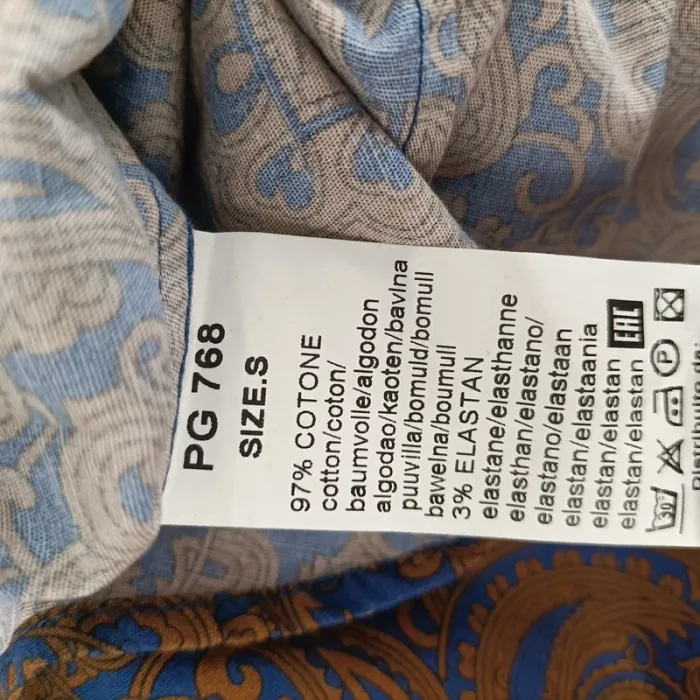 PG 768
SIZE.S
97% COTONE
cotton/coton/
baumvolle/algodon
algodao/kaoten/bavlna
puuvilla/bomuld/bomull
bawelna/boumull
3% ELASTAN
elastane/elasthanne
elasthan/elastano/
elastano/elastaan
elastan/elastaania
elastan/elastan
elastan/elastan
EAC
30
P